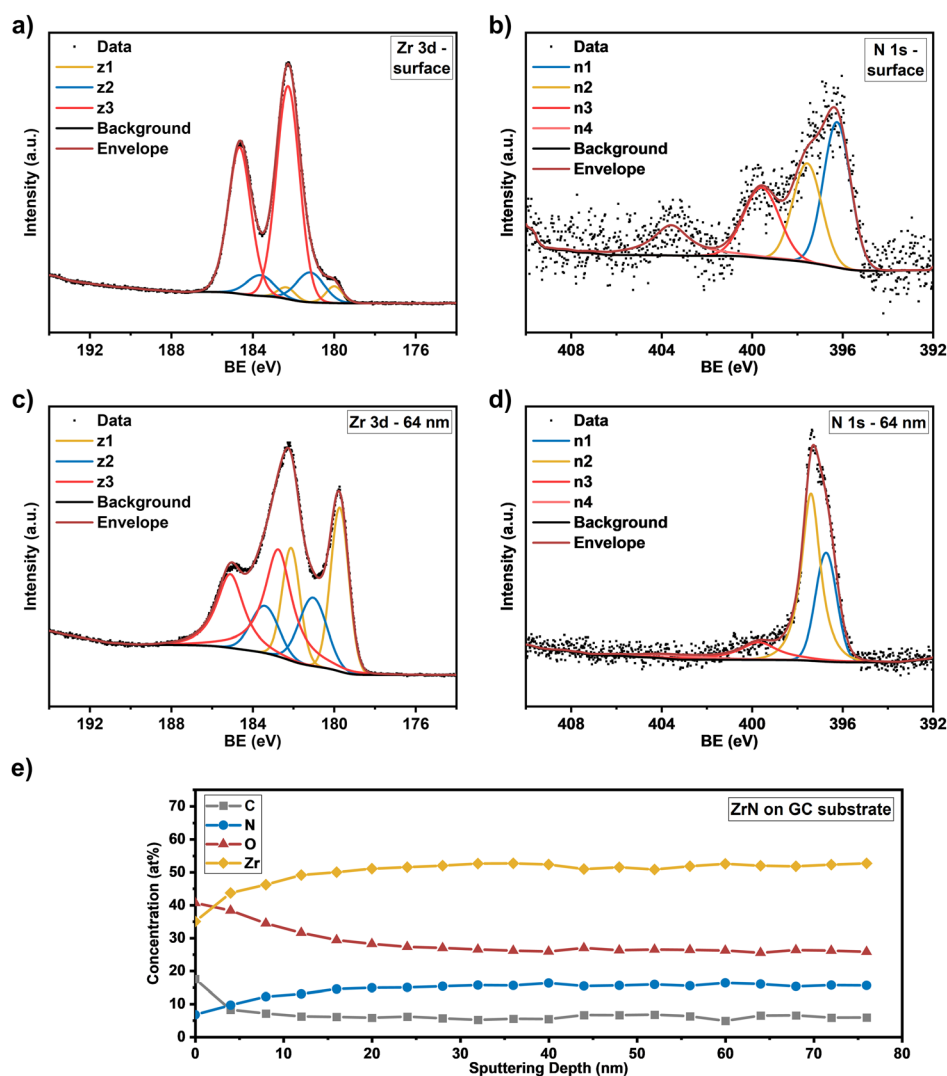 a)
Data
z1
z2
z3
Background
Envelope
Zr 3d -
surface
Intensity (a.u.)
192 188 184 180 176
BE (eV)
b)
Data
n1
n2
n3
n4
Background
Envelope
N 1s -
surface
Intensity (a.u.)
408 404 400 396 392
BE (eV)
c)
Data
z1
z2
z3
Background
Envelope
Zr 3d - 64 nm
Intensity (a.u.)
192 188 184 180 176
BE (eV)
d)
Data
n1
n2
n3
n4
Background
Envelope
N 1s - 64 nm
Intensity (a.u.)
408 404 400 396 392
BE (eV)
e)
C
N
O
Zr
ZrN on GC substrate
Concentration (at%)
70
60
50
40
30
20
10
0
0 10 20 30 40 50 60 70 80
Sputtering Depth (nm)